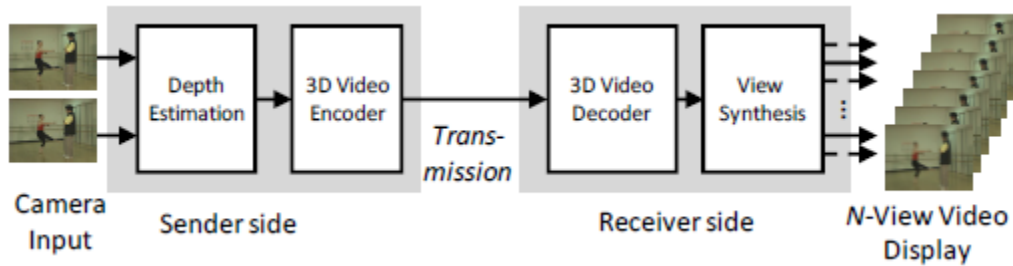 Depth
Estimation
3D Video
Encoder
Trans-
mission
3D Video
Decoder
View
Synthesis
...
Camera
Input
Sender side
Receiver side
N-View Video
Display